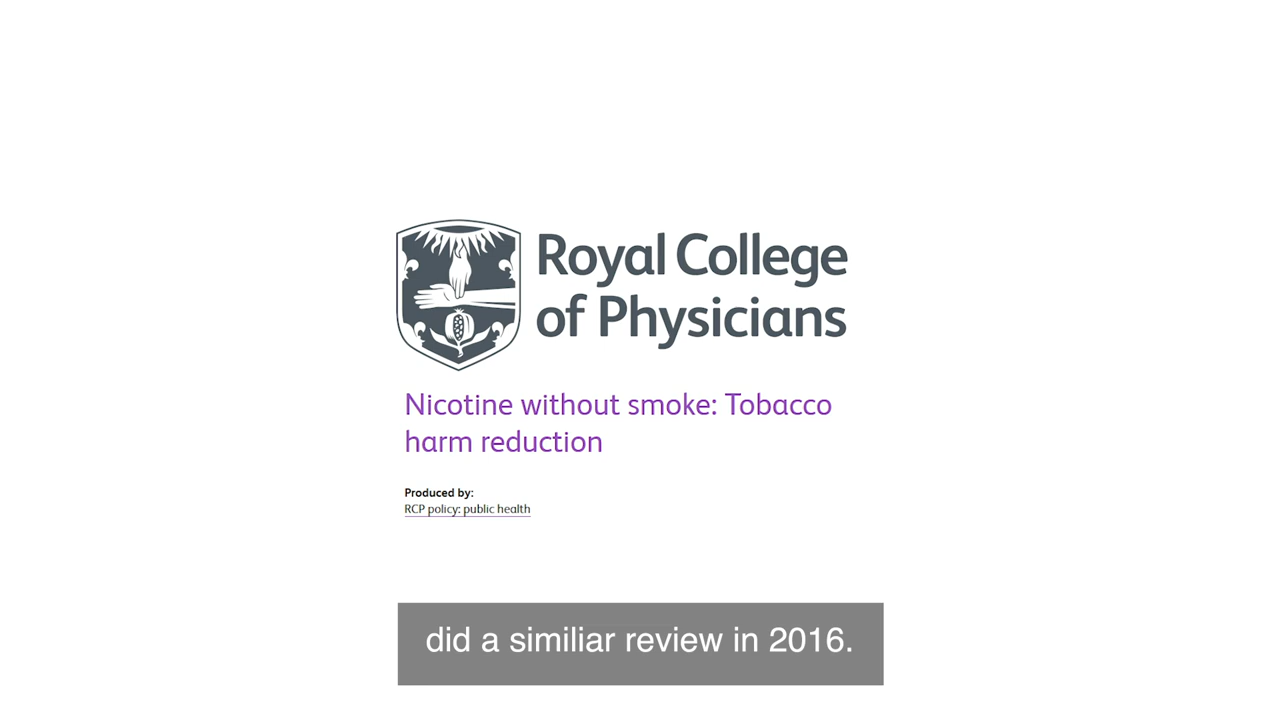 Royal College
of Physicians
Nicotine without smoke: Tobacco
harm reduction
Produced by:
RCP policy: public health
did a similiar review in 2016.